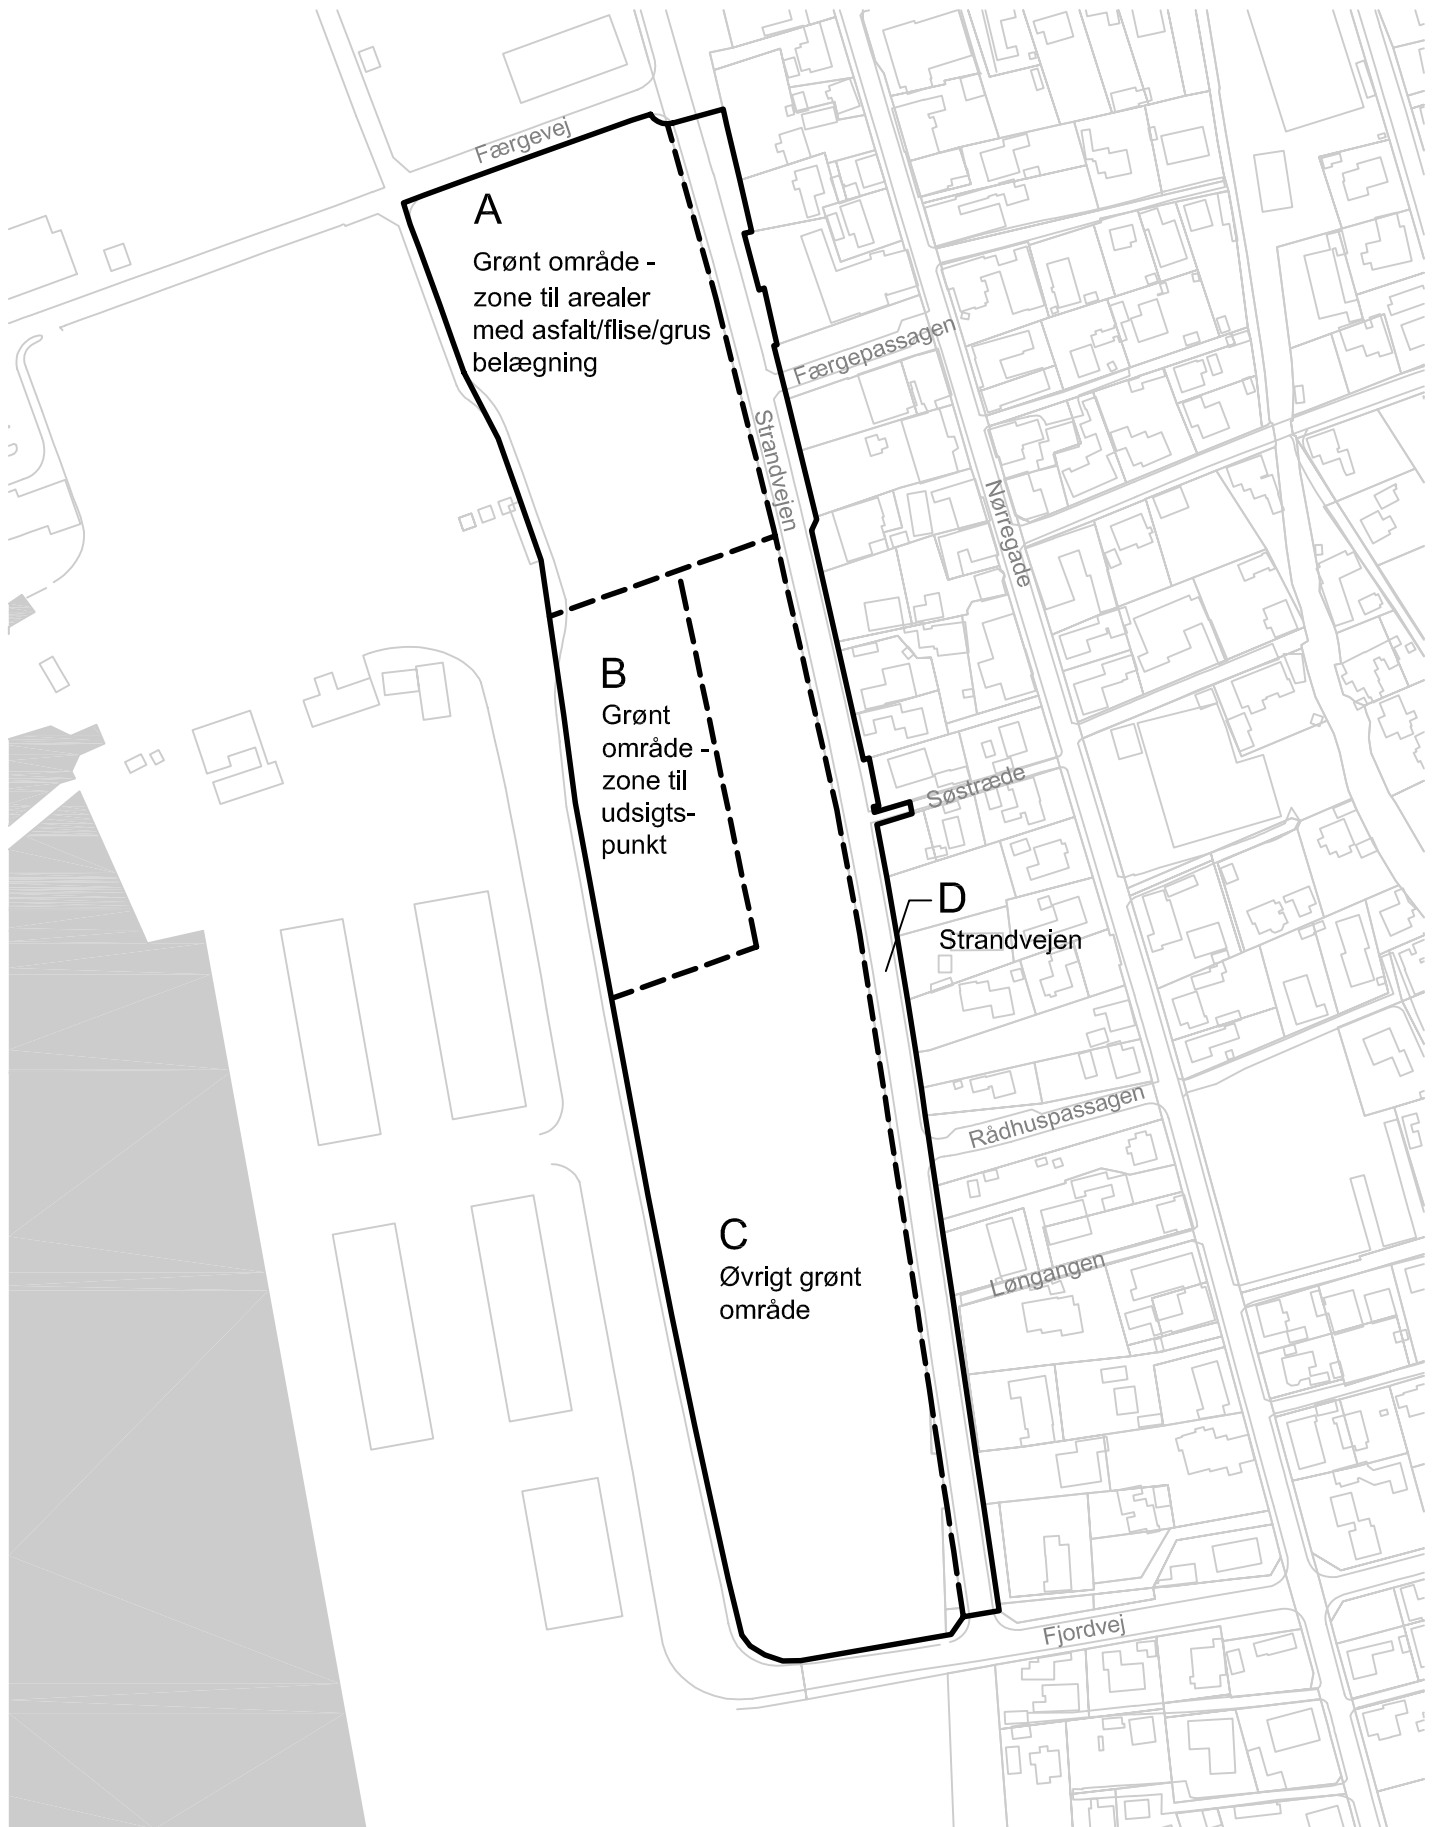 Færgevej
A
Grønt område -
zone til arealer
med asfalt/flise/grus
belægning
Færgepassagen
Strandvejen
Nørregade
B
Grønt
område -
zone til
udsigts-
punkt
Søstræde
D
Strandvejen
Rådhuspassagen
C
Øvrigt grønt
område
Løngangen
Fjordvej